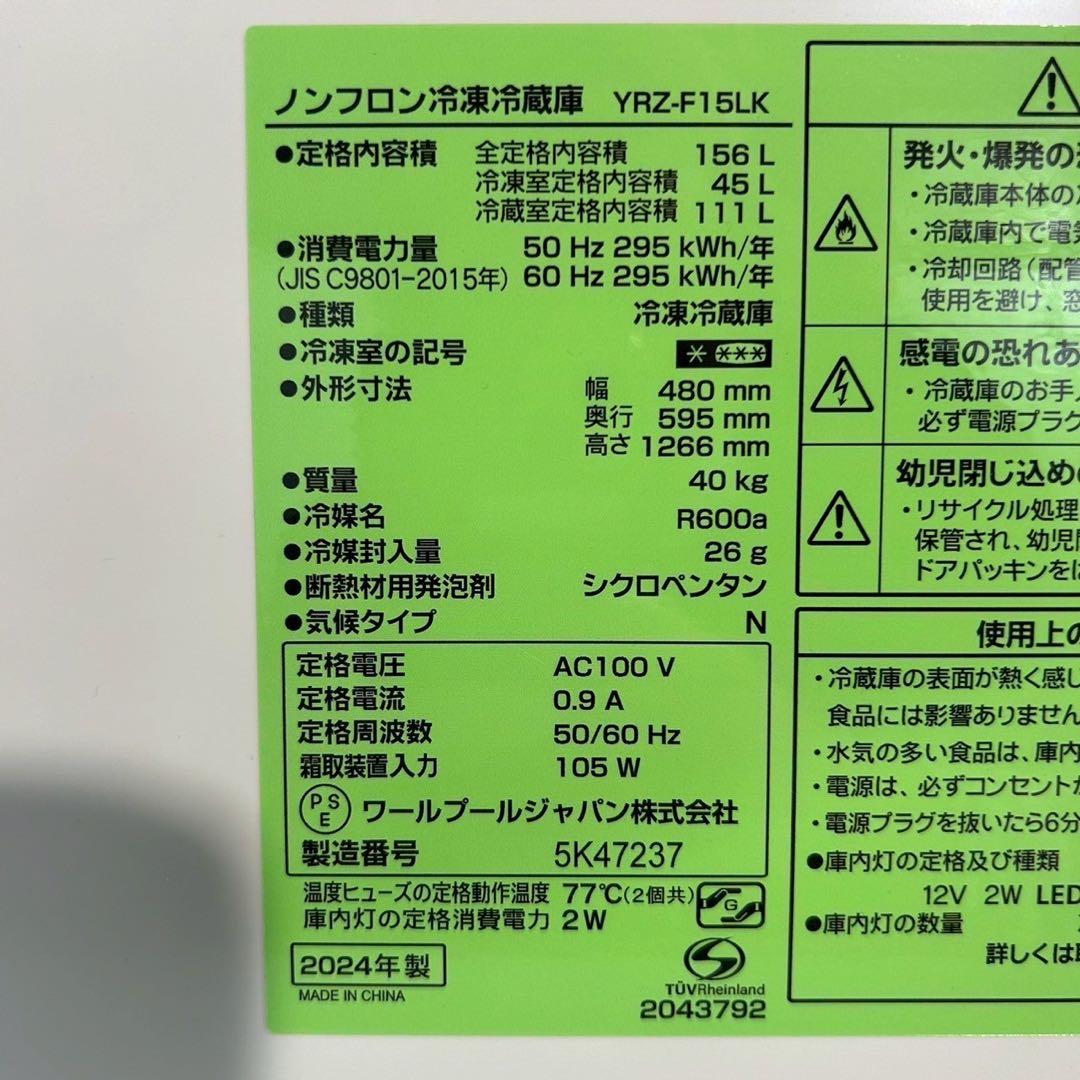 ノンフロン冷凍冷蔵庫 YRZ-F15LK
●定格内容積 全定格内容積 156 L
冷凍室定格内容積 45 L
冷蔵室定格内容積 111 L
●消費電力量 50 Hz 295 kWh/年
(JIS C9801-2015年) 60 Hz 295 kWh/年
●種類 冷凍冷蔵庫
●冷凍室の記号
●外形寸法 幅 480 mm
奥行 595 mm
高さ 1266 mm
●質量 40 kg
●冷媒名 R600a
●冷媒封入量 26 g
●断熱材用発泡剤 シクロペンタン
●気候タイプ N
定格電圧 AC100 V
定格電流 0.9 A
定格周波数 50/60 Hz
霜取装置入力 105 W
PSE ワールプールジャパン株式会社
製造番号 5K47237
温度ヒューズの定格動作温度 77℃(2個共)
G
庫内灯の定格消費電力 2W
2024年製
MADE IN CHINA
TÜVRheinland
2043792
発火・爆発の
・冷蔵庫本体の
・冷蔵庫内で電気
・冷却回路(配管
使用を避け、窓
感電の恐れあ
・冷蔵庫のお手入
必ず電源プラグ
幼児閉じ込めの
・リサイクル処理
保管され、幼児
ドアパッキンをは
使用上の
・冷蔵庫の表面が熱く感じ
食品には影響ありません
・水気の多い食品は、庫内
・電源は、必ずコンセント
・電源プラグを抜いたら6分
●庫内灯の定格及び種類
12V 2W LED
●庫内灯の数量
詳しくは取